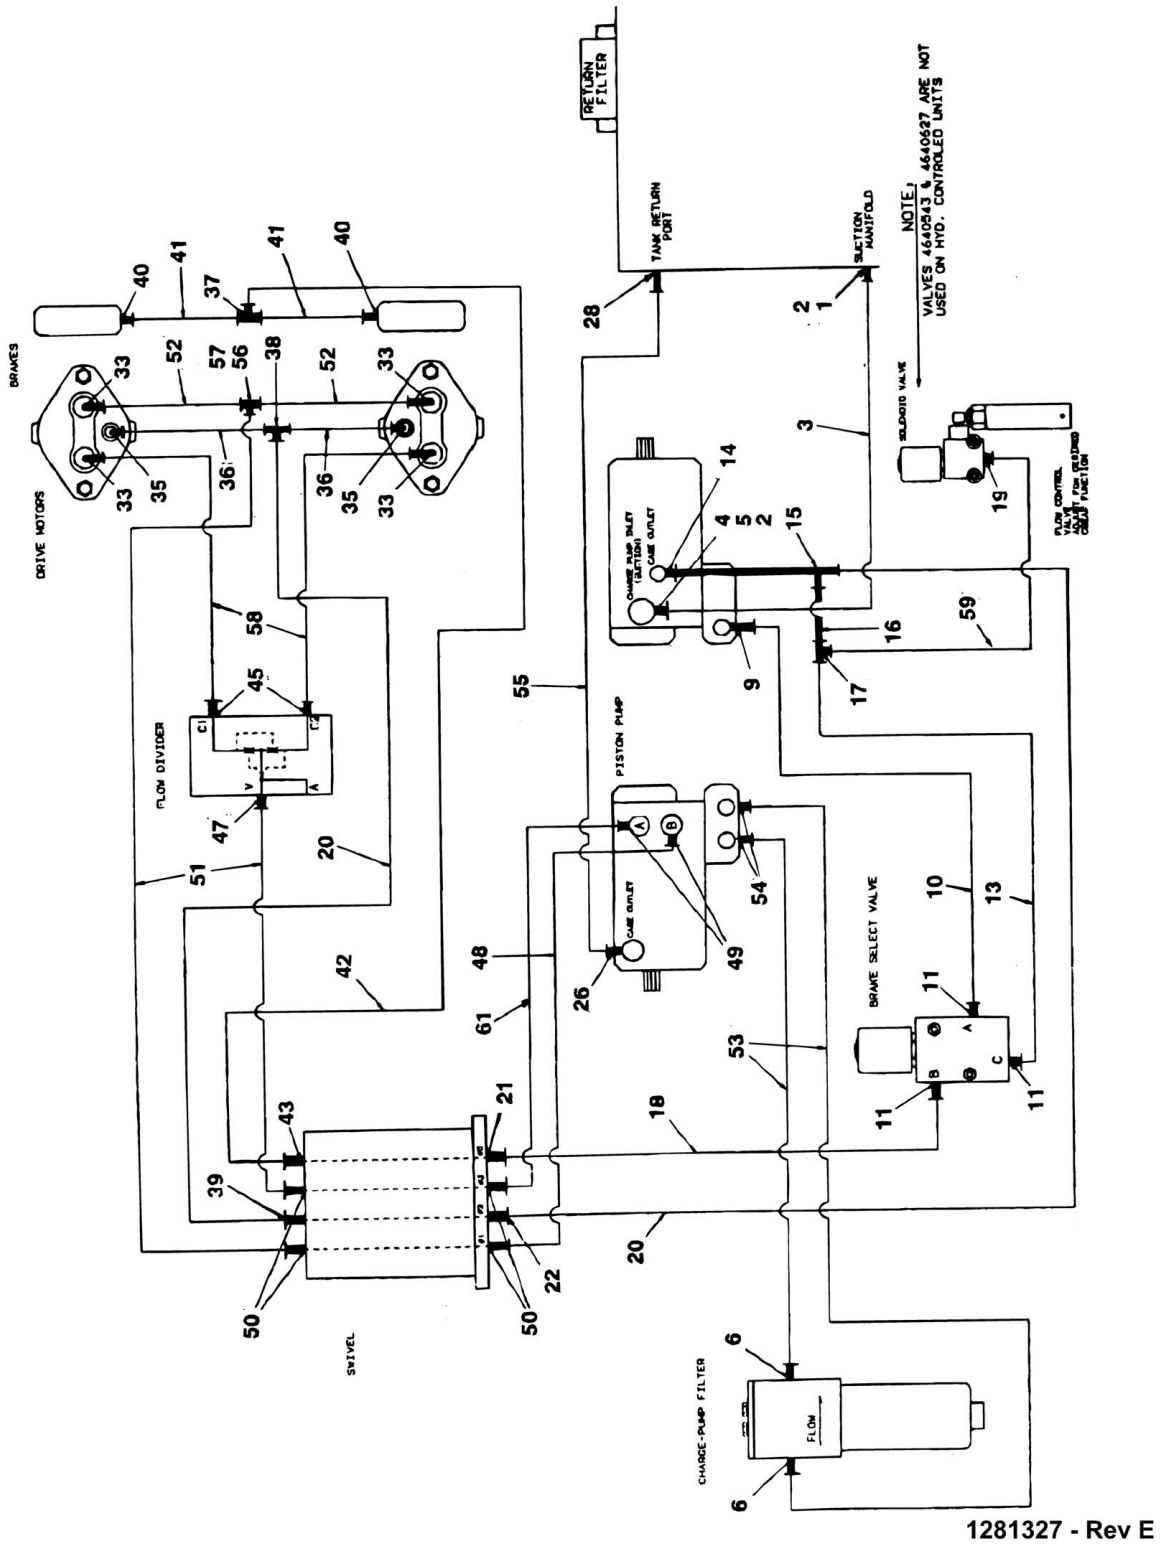 BRAKES
40
41
37
41
40
33
52
57
56
38
52
33
DRIVE MOTORS
33
35
36
36
35
33
58
FLOW DIVIDER
C1
C2
45
V
A
47
51
20
42
39
43
50
SWIVEL
#1
#2
#3
21
22
50
61
48
55
RETURN
FILTER
TANK RETURN
PORT
28
SUCTION
MANIFOLD
2
1
3
NOTE:
VALVES 4640543 & 4640627 ARE NOT
USED ON HYD. CONTROLED UNITS
SOLENOID VALVE
19
FLOW CONTROL
VALVE
CHARGE PUMP INLET
(SUCTION)
CASE OUTLET
14
4
5
2
15
9
16
17
59
PISTON PUMP
A
B
CASE OUTLET
26
49
54
53
10
13
BRAKE SELECT VALVE
11
A
B
C
11
11
18
20
CHARGE-PUMP FILTER
6
FLOW
6
1281327 - Rev E